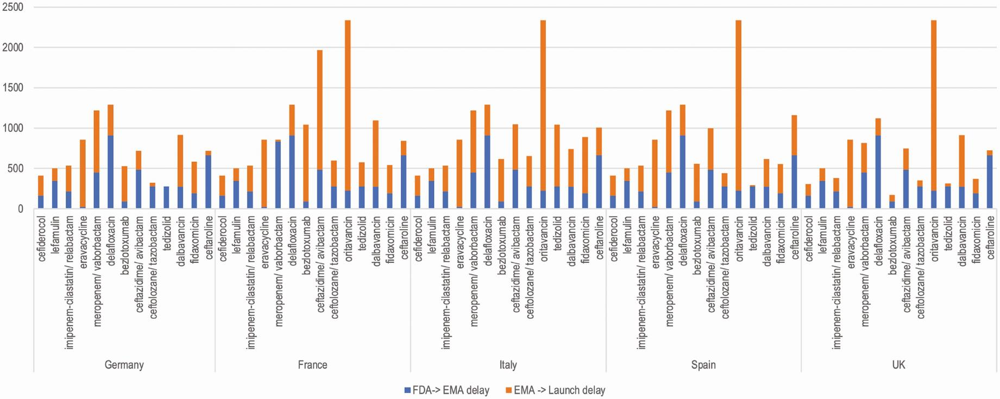 2500
2000
1500
1000
500
0
cefiderocol
lefamulin
imipenem-cilastatin/ relabactam
eravacycline
meropenem/ vaborbactam
delafloxacin
bezlotoxumab
ceftazidime/ avibactam
ceftolozane/ tazobactam
tedizolid
dalbavancin
fidaxomicin
ceftaroline
cefiderocol
lefamulin
imipenem-cilastatin/ relabactam
eravacycline
meropenem/ vaborbactam
delafloxacin
bezlotoxumab
ceftazidime/ avibactam
ceftolozane/ tazobactam
oritavancin
tedizolid
dalbavancin
fidaxomicin
ceftaroline
cefiderocol
lefamulin
imipenem-cilastatin/ relabactam
eravacycline
meropenem/ vaborbactam
delafloxacin
bezlotoxumab
ceftazidime/ avibactam
ceftolozane/ tazobactam
oritavancin
tedizolid
dalbavancin
fidaxomicin
ceftaroline
cefiderocol
lefamulin
imipenem-cilastatin/ relabactam
eravacycline
meropenem/ vaborbactam
delafloxacin
bezlotoxumab
ceftazidime/ avibactam
ceftolozane/ tazobactam
oritavancin
tedizolid
dalbavancin
fidaxomicin
ceftaroline
cefiderocol
lefamulin
imipenem-cilastatin/ relabactam
eravacycline
meropenem/ vaborbactam
delafloxacin
bezlotoxumab
ceftazidime/ avibactam
ceftolozane/ tazobactam
oritavancin
tedizolid
dalbavancin
fidaxomicin
ceftaroline
Germany
France
Italy
Spain
UK
FDA-> EMA delay
EMA -> Launch delay